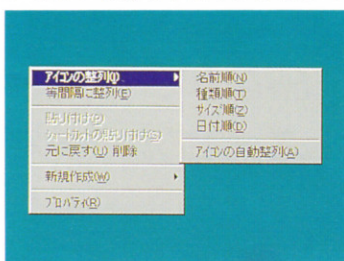 アイコンの整列(I)
等間隔に整列(E)
貼り付け(P)
ショートカットの貼り付け(S)
元に戻す(U) 削除
新規作成(W)
プロパティ(R)
名前順(N)
種類順(T)
サイズ順(Z)
日付順(D)
アイコンの自動整列(A)